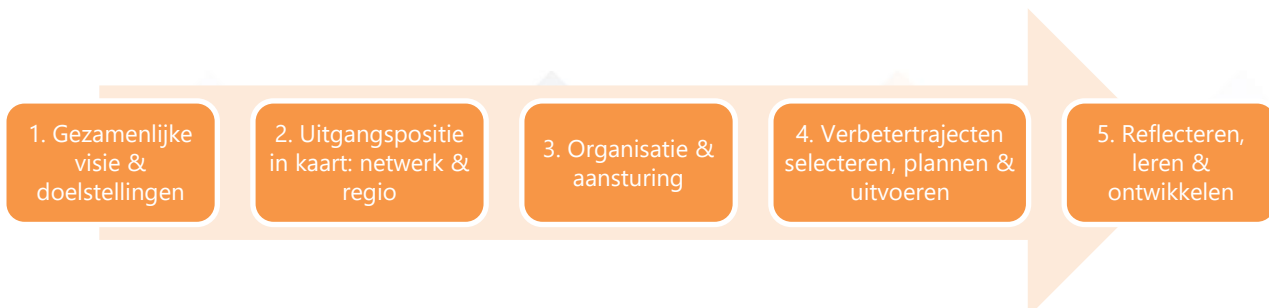 1. Gezamenlijke
visie &
doelstellingen
2. Uitgangspositie
in kaart: netwerk &
regio
3. Organisatie &
aansturing
4. Verbetertrajecten
selecteren, plannen &
uitvoeren
5. Reflecteren,
leren &
ontwikkelen